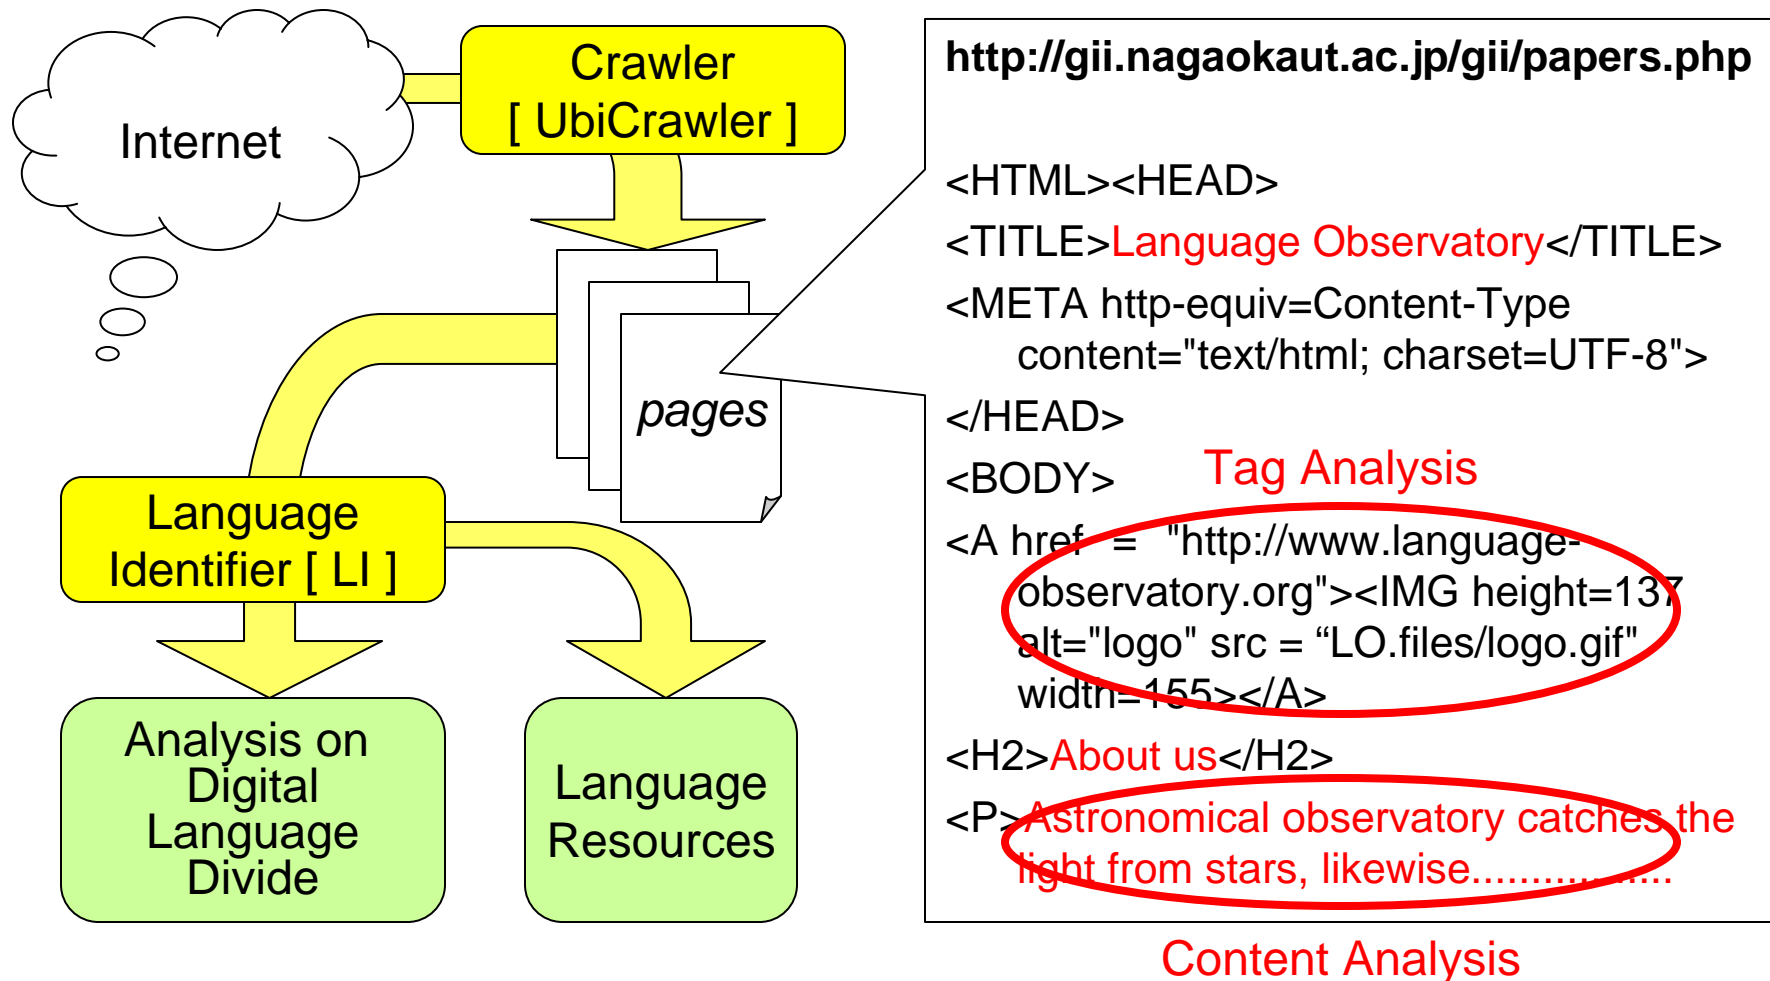 Internet
Crawler
[ UbiCrawler ]
pages
Language
Identifier [ LI ]
Analysis on
Digital
Language
Divide
Language
Resources
http://gii.nagaokaut.ac.jp/gii/papers.php
<HTML><HEAD>
<TITLE>Language Observatory</TITLE>
<META http-equiv=Content-Type
content="text/html; charset=UTF-8">
</HEAD>
<BODY>
Tag Analysis
<A href = "http://www.language-
observatory.org"><IMG height=137
alt="logo" src = “LO.files/logo.gif"
width=155></A>
<H2>About us</H2>
<P>Astronomical observatory catches the
light from stars, likewise.................
Content Analysis